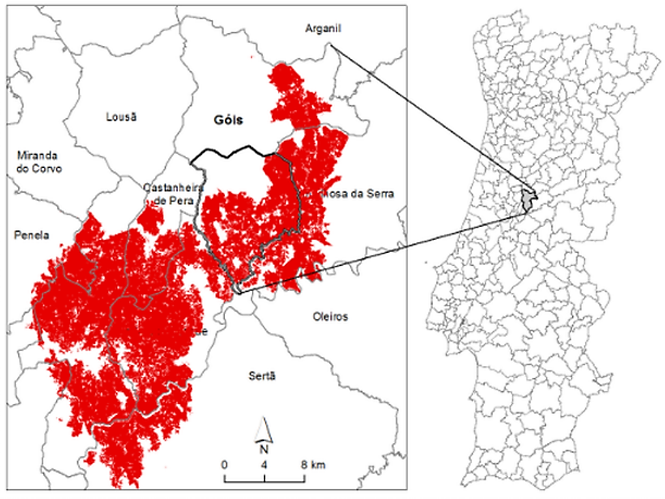 Arganil
Góis
Lousã
Miranda
do Corvo
Castanheira
de Pera
osa da Serra
Penela
Oleiros
Sertã
N
0 4 8 km